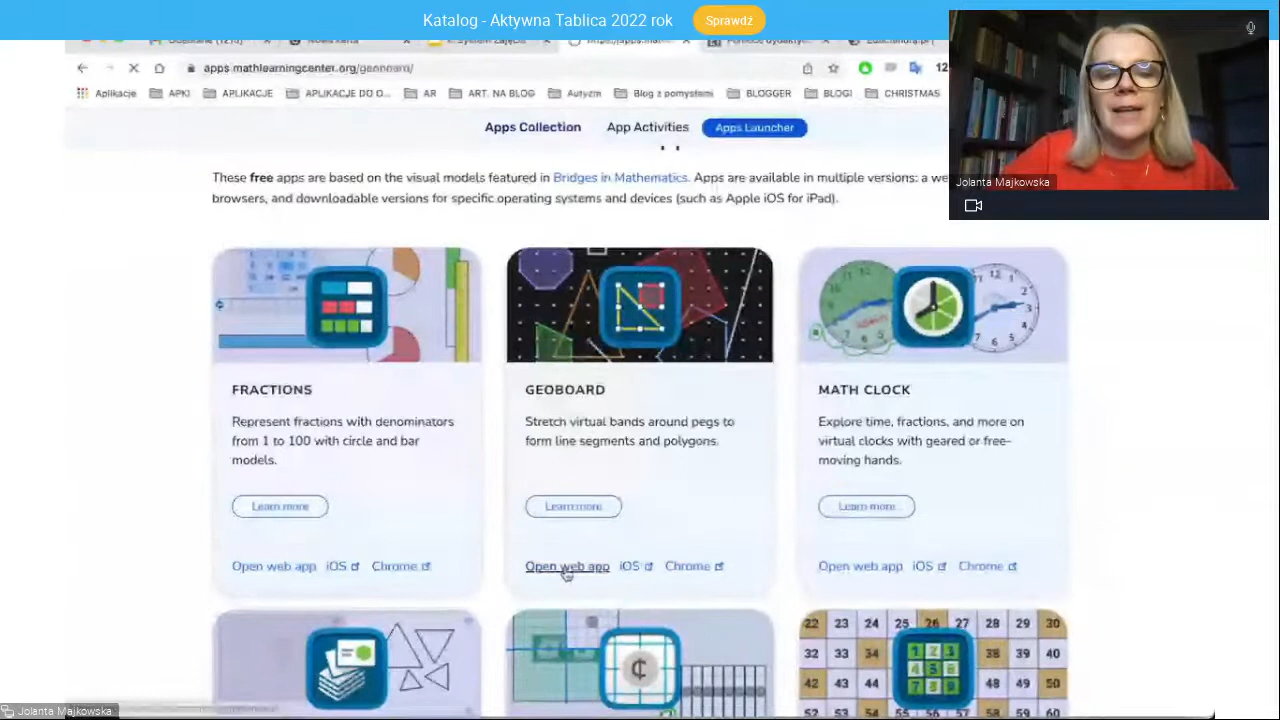 Katalog - Aktywna Tablica 2022 rok
Sprawdź
apps.mathlearningcenter.org/geoboard/
Aplikacje
APKI
APLIKACJE
APLIKACJE DO O...
AR
ART. NA BLOG
Autyzm
Blog z pomysłami
BLOGGER
BLOGI
CHRISTMAS
Jolanta Majkowska
Apps Collection
App Activities
Apps Launcher
These free apps are based on the visual models featured in Bridges in Mathematics. Apps are available in multiple versions: a we
browsers, and downloadable versions for specific operating systems and devices (such as Apple iOS for iPad).
FRACTIONS
Represent fractions with denominators
from 1 to 100 with circle and bar
models.
Learn more
Open web app iOS Chrome
GEOBOARD
Stretch virtual bands around pegs to
form line segments and polygons.
Learn more
Open web app iOS Chrome
MATH CLOCK
Explore time, fractions, and more on
virtual clocks with geared or free-
moving hands.
Learn more
Open web app iOS Chrome
22 23 24 25 26 27 28 29 30
32 33 34 38 39 40
42 43 44 48 49 50
52 53 54 58 59 60
Jolanta Majkowska